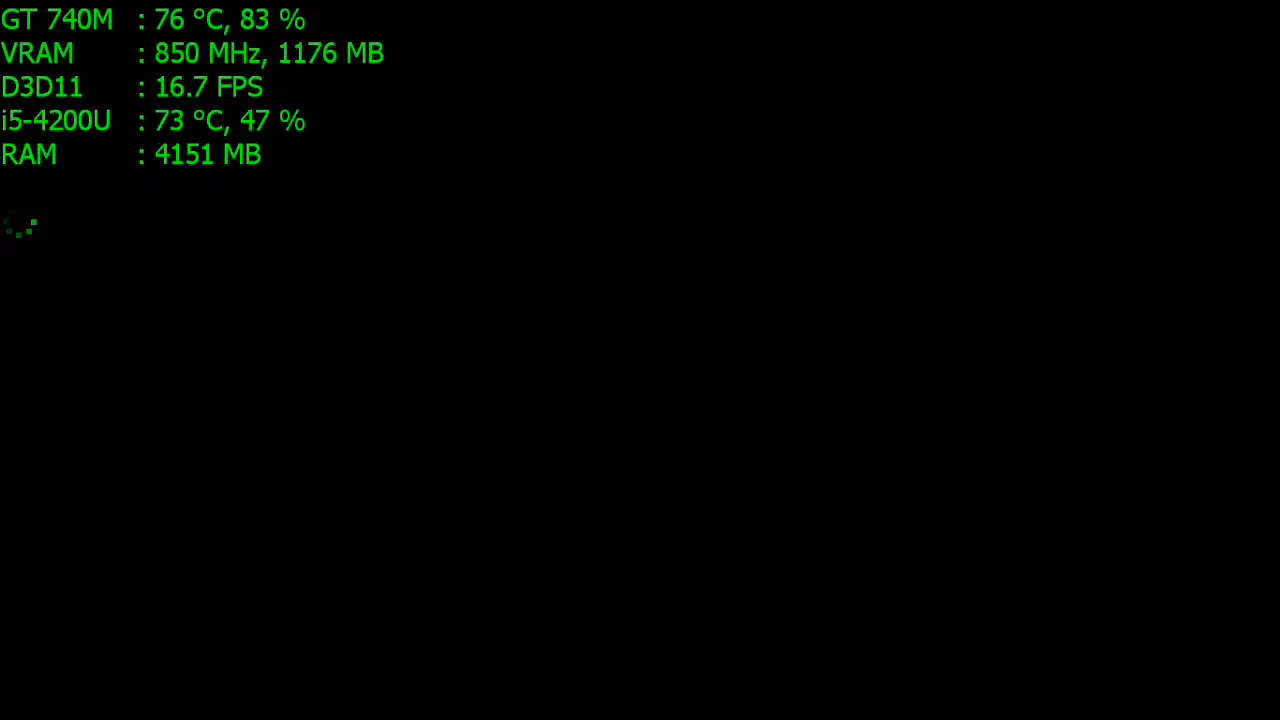 GT 740M : 76 °C, 83 %
VRAM : 850 MHz, 1176 MB
D3D11 : 16.7 FPS
i5-4200U : 73 °C, 47 %
RAM : 4151 MB